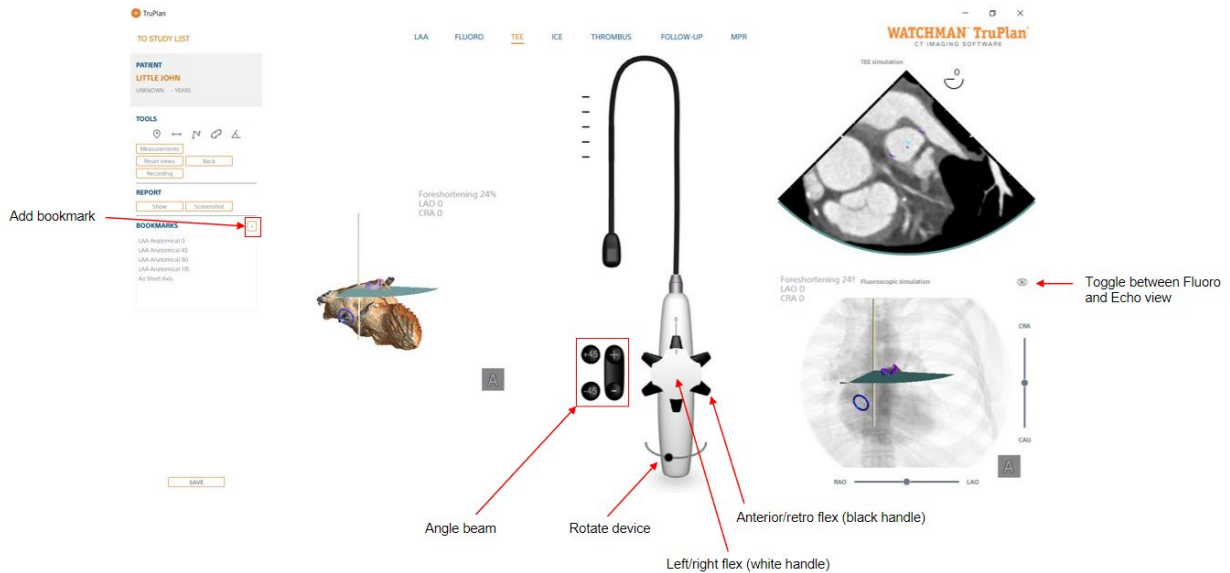 TruPlan
TO STUDY LIST
LAA FLUORO TEE ICE THROMBUS FOLLOW-UP MPR
WATCHMAN™ TruPlan™
CT IMAGING SOFTWARE
PATIENT
LITTLE JOHN
UNKNOWN - YEARS
TOOLS
Measurements
Reset views Back
Recording
REPORT
Show Screenshot
Add bookmark
BOOKMARKS +
LAA Anatomical 0
LAA Anatomical 45
LAA Anatomical 90
LAA Anatomical 135
Ao Short Axis
SAVE
Foreshortening 24%
LAO 0
CRA 0
A
+45 +
-45 -
Angle beam
Rotate device
Anterior/retro flex (black handle)
Left/right flex (white handle)
TEE simulation
0
Foreshortening 24% Fluoroscopic simulation
LAO 0
CRA 0
Toggle between Fluoro
and Echo view
CRA
CAU
A
RAO LAO